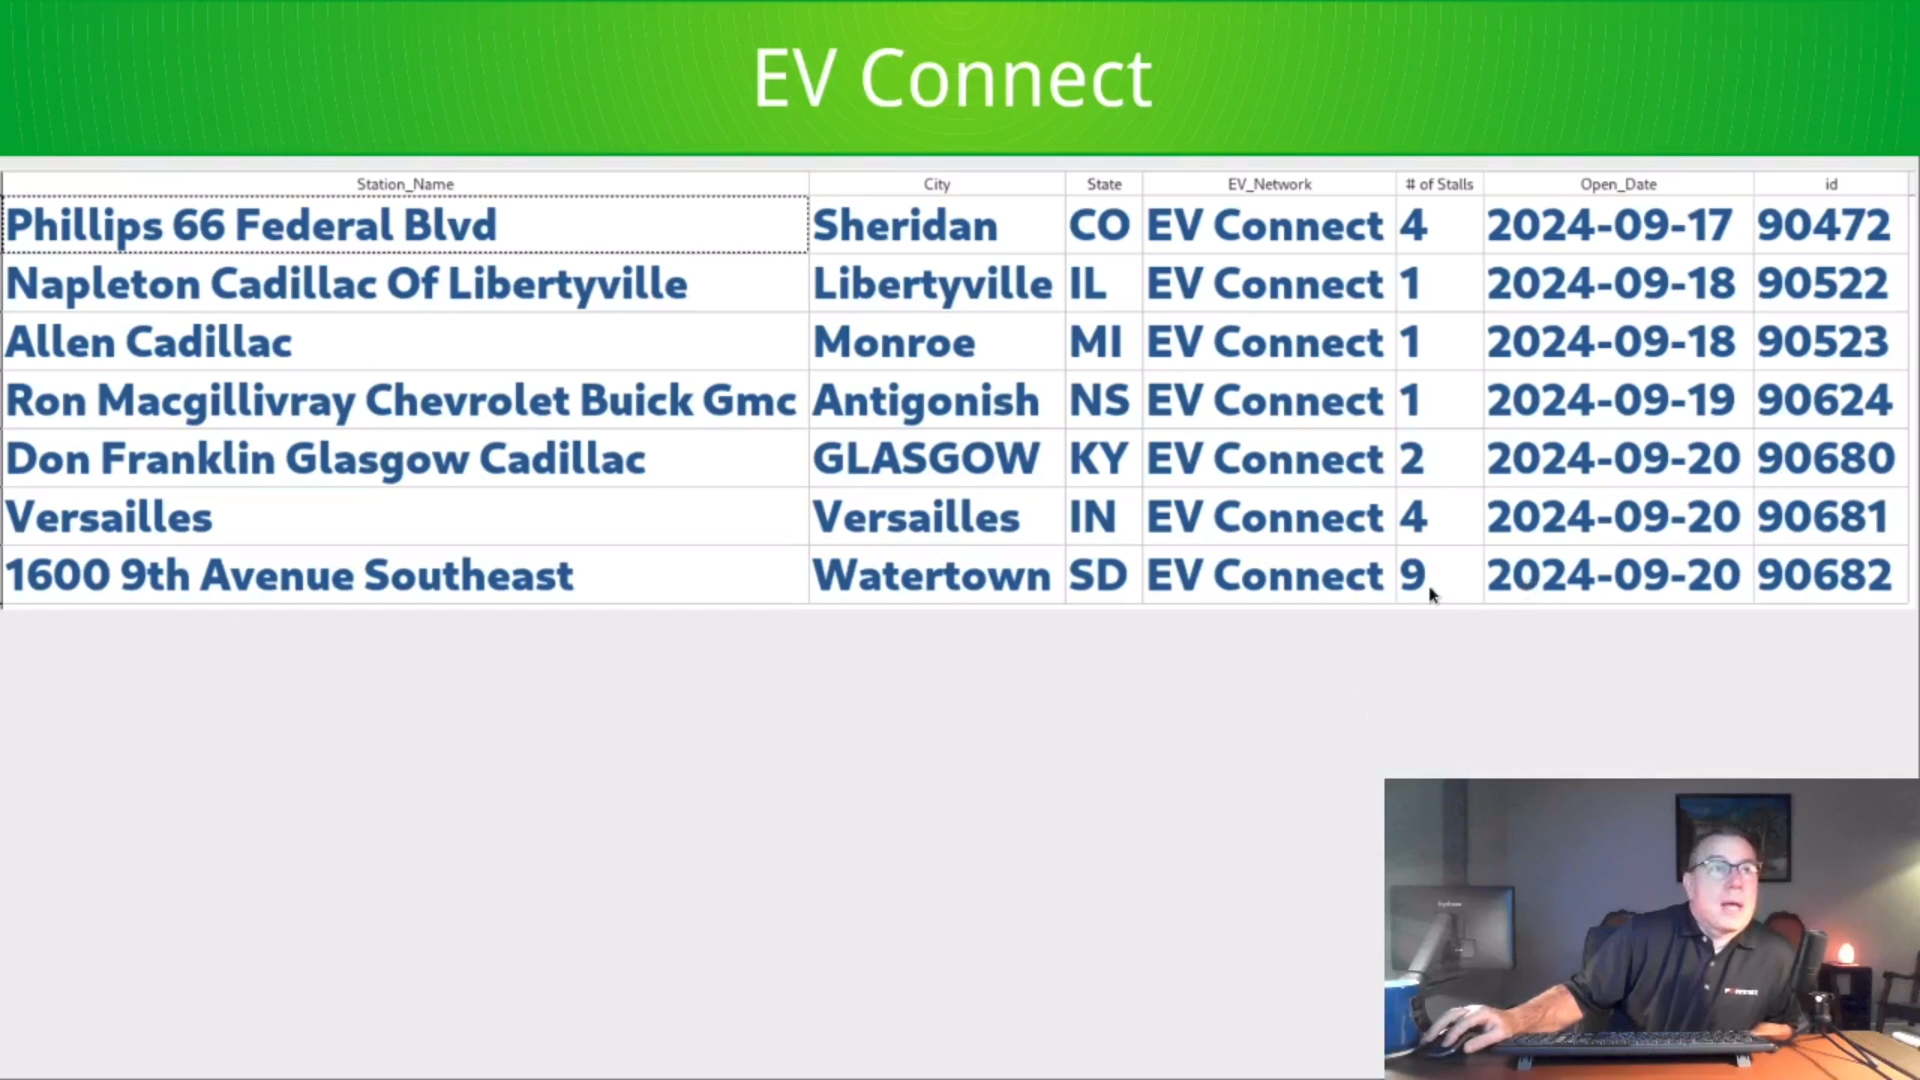 EV Connect
Station_Name City State EV_Network # of Stalls Open_Date id
Phillips 66 Federal Blvd Sheridan CO EV Connect 4 2024-09-17 90472
Napleton Cadillac Of Libertyville Libertyville IL EV Connect 1 2024-09-18 90522
Allen Cadillac Monroe MI EV Connect 1 2024-09-18 90523
Ron Macgillivray Chevrolet Buick Gmc Antigonish NS EV Connect 1 2024-09-19 90624
Don Franklin Glasgow Cadillac GLASGOW KY EV Connect 2 2024-09-20 90680
Versailles Versailles IN EV Connect 4 2024-09-20 90681
1600 9th Avenue Southeast Watertown SD EV Connect 9 2024-09-20 90682